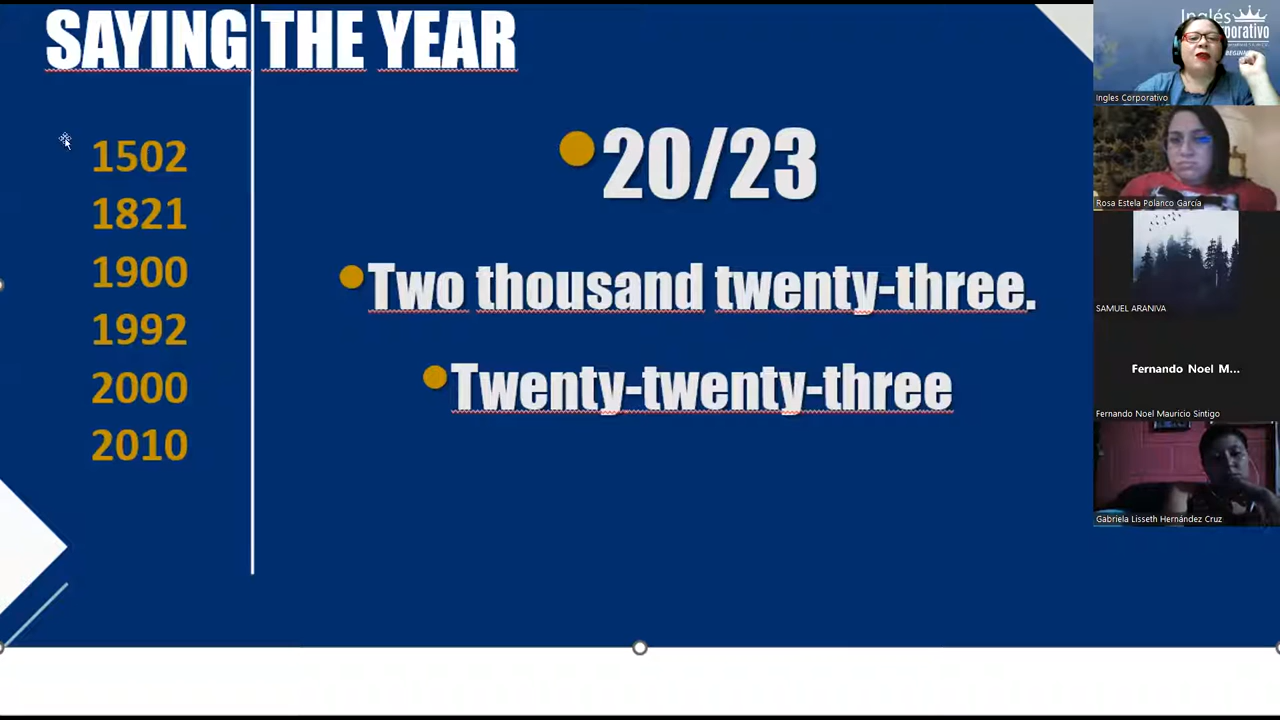 SAYING THE YEAR
1502
1821
1900
1992
2000
2010
20/23
Two thousand twenty-three.
Twenty-twenty-three
Inglés
Ingles Corporativo
Rosa Estela Polanco García
SAMUEL ARANIVA
Fernando Noel M...
Fernando Noel Mauricio Sintigo
Gabriela Lisseth Hernández Cruz